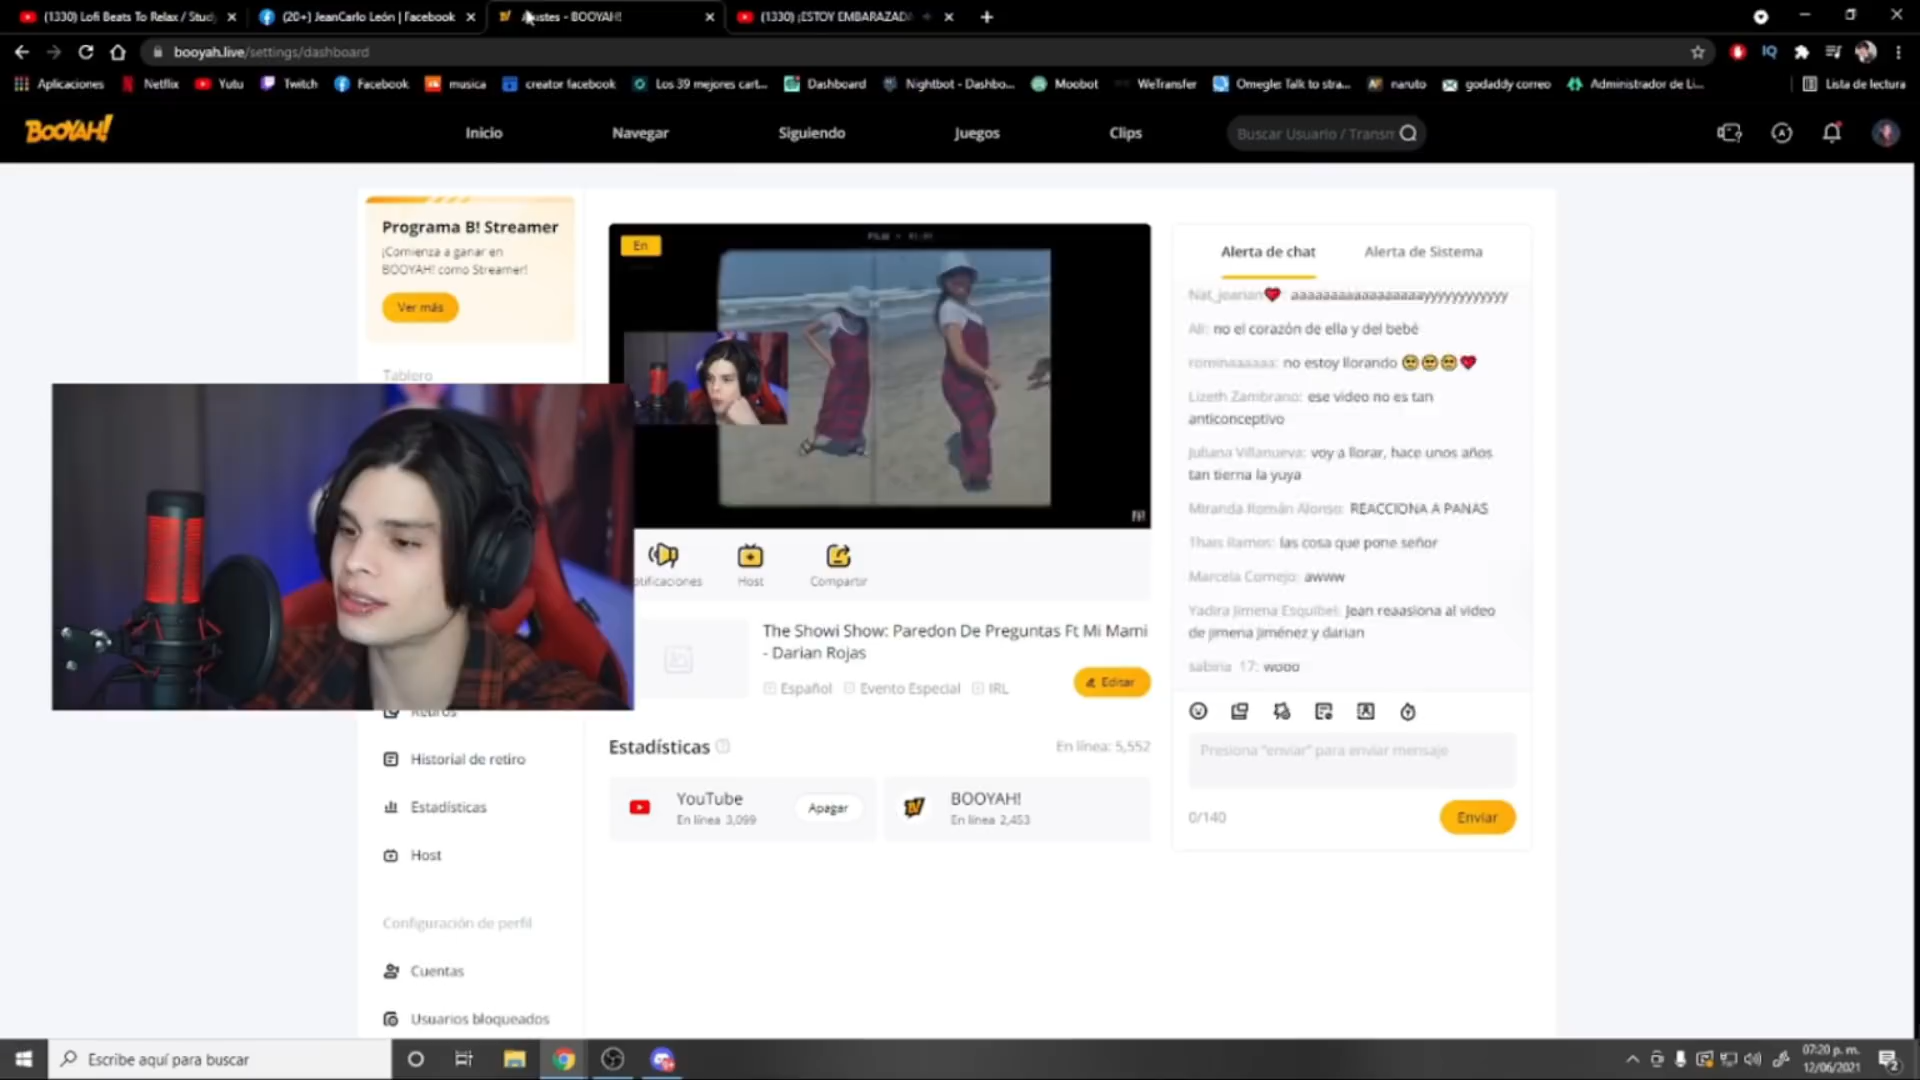 (1330) Lofi Beats To Relax / Stud
(20+) JeanCarlo León | Facebook
Ajustes - BOOYAH!
(1330) ¡ESTOY EMBARAZADA
booyah.live/settings/dashboard
Aplicaciones
Netflix
Yutu
Twitch
Facebook
musica
creator facebook
Los 39 mejores cart...
Dashboard
Nightbot - Dashbo...
Moobot
WeTransfer
Omegle: Talk to stra...
naruto
godaddy correo
Administrador de Li...
Lista de lectura
BOOYAH!
Inicio
Navegar
Siguiendo
Juegos
Clips
Buscar Usuario / Transm
Programa B! Streamer
¡Comienza a ganar en
BOOYAH! como Streamer!
Ver más
Tablero
Retiros
Historial de retiro
Estadísticas
Host
Configuración de perfil
Cuentas
Usuarios bloqueados
En
otificaciones
Host
Compartir
The Showi Show: Paredon De Preguntas Ft Mi Mami
- Darian Rojas
Español
Evento Especial
IRL
Editar
Estadísticas
En línea: 5,552
YouTube
En línea 3,099
Apagar
BOOYAH!
En línea 2,453
Alerta de chat
Alerta de Sistema
Nat_jearian❤ aaaaaaaaaaaaaaaaayyyyyyyyyyy
Ali: no el corazón de ella y del bebé
rominaaaaaa: no estoy llorando 🥺🥺🥺❤
Lizeth Zambrano: ese video no es tan
anticonceptivo
Juliana Villanueva: voy a llorar, hace unos años
tan tierna la yuya
Miranda Román Alonso: REACCIONA A PANAS
Thais Ramos: las cosa que pone señor
Marcela Cornejo: awww
Yadira Jimena Esquibel: Jean reaasiona al video
de jimena jiménez y darian
sabina_17: wooo
Presiona "enviar" para enviar mensaje
0/140
Enviar
Escribe aquí para buscar
07:20 p. m.
12/06/2021
2